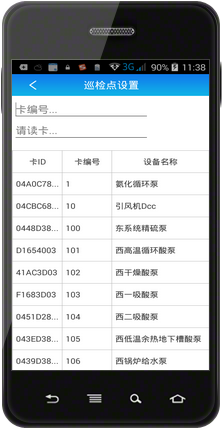 3G 90% 11:38
巡检点设置
卡编号...
请读卡...
卡ID 卡编号 设备名称
04A0C78... 1 氨化循环泵
04CBC68... 10 引风机Dcc
0448D38... 100 东系统精硫泵
D1654003 101 西高温循环酸泵
41AC3D03 102 西干燥酸泵
F1683D03 103 西一吸酸泵
0451D28... 104 西二吸酸泵
043ED38... 105 西低温余热地下槽酸泵
0439D38... 106 西锅炉给水泵